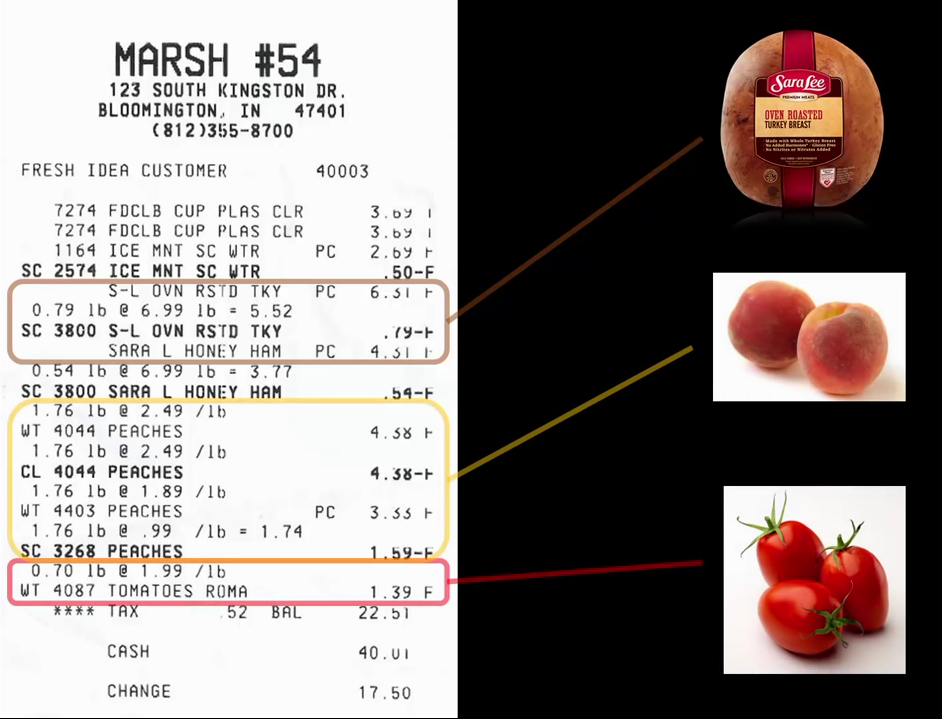 MARSH #54
123 SOUTH KINGSTON DR.
BLOOMINGTON, IN 47401
(812)355-8700
FRESH IDEA CUSTOMER 40003
7274 FDCLB CUP PLAS CLR 3.69 T
7274 FDCLB CUP PLAS CLR 3.69 T
1164 ICE MNT SC WTR PC 2.69 F
SC 2574 ICE MNT SC WTR .50-F
S-L OVN RSTD TKY PC 6.31 F
0.79 lb @ 6.99 lb = 5.52
SC 3800 S-L OVN RSTD TKY .79-F
SARA L HONEY HAM PC 4.31 F
0.54 lb @ 6.99 lb = 3.77
SC 3800 SARA L HONEY HAM .54-F
1.76 lb @ 2.49 /lb
WT 4044 PEACHES 4.38 F
1.76 lb @ 2.49 /lb
CL 4044 PEACHES 4.38-F
1.76 lb @ 1.89 /lb
WT 4403 PEACHES PC 3.33 F
1.76 lb @ .99 /lb = 1.74
SC 3268 PEACHES 1.59-F
0.70 lb @ 1.99 /lb
WT 4087 TOMATOES ROMA 1.39 F
**** TAX .52 BAL 22.51
CASH 40.01
CHANGE 17.50
Sara Lee
PREMIUM MEATS
OVEN ROASTED
TURKEY BREAST
Made with Whole Turkey Breast
No Added Hormones* - Gluten Free
No Nitrites or Nitrates Added